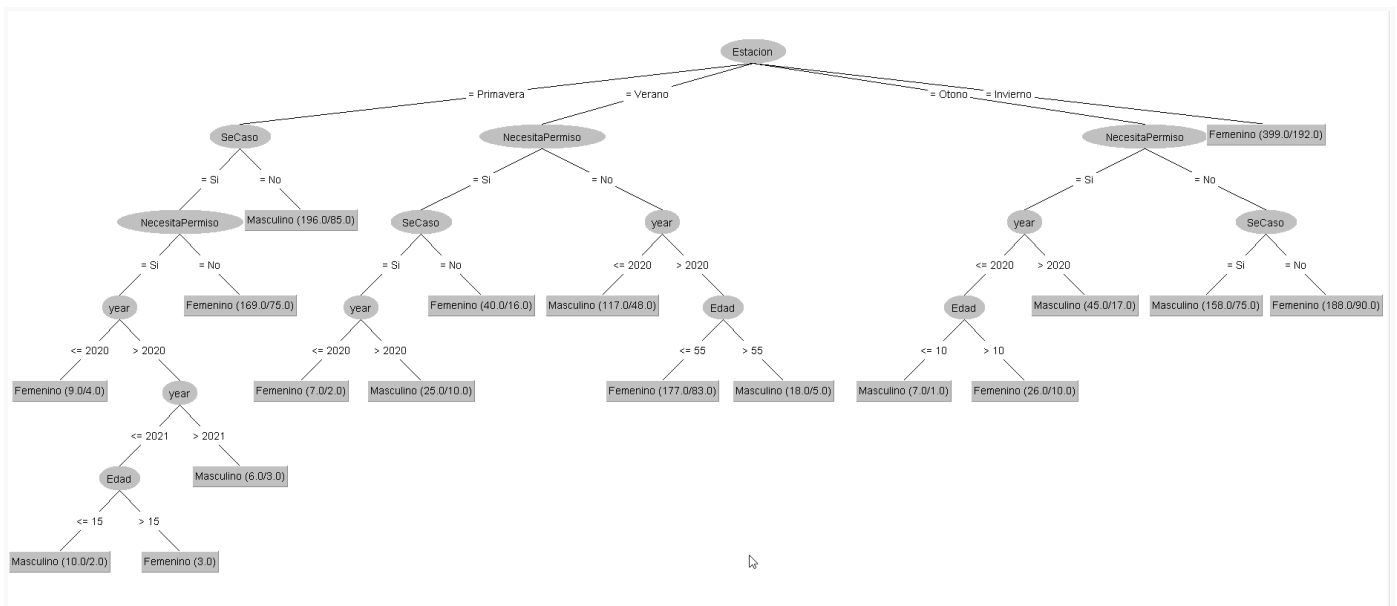 Estacion
= Primavera
= Verano
= Otono
= Invierno
SeCaso
NecesitaPermiso
NecesitaPermiso
Femenino (399.0/192.0)
= Si
= No
= Si
= No
= Si
= No
NecesitaPermiso
Masculino (196.0/85.0)
SeCaso
year
year
SeCaso
= Si
= No
= Si
= No
<= 2020
> 2020
<= 2020
> 2020
= Si
= No
year
Femenino (169.0/75.0)
year
Femenino (40.0/16.0)
Masculino (117.0/48.0)
Edad
Edad
Masculino (45.0/17.0)
Masculino (158.0/75.0)
Femenino (188.0/90.0)
<= 2020
> 2020
<= 2020
> 2020
<= 55
> 55
<= 10
> 10
Femenino (9.0/4.0)
year
Femenino (7.0/2.0)
Masculino (25.0/10.0)
Femenino (177.0/83.0)
Masculino (18.0/5.0)
Masculino (7.0/1.0)
Femenino (26.0/10.0)
<= 2021
> 2021
Edad
Masculino (6.0/3.0)
<= 15
> 15
Masculino (10.0/2.0)
Femenino (3.0)